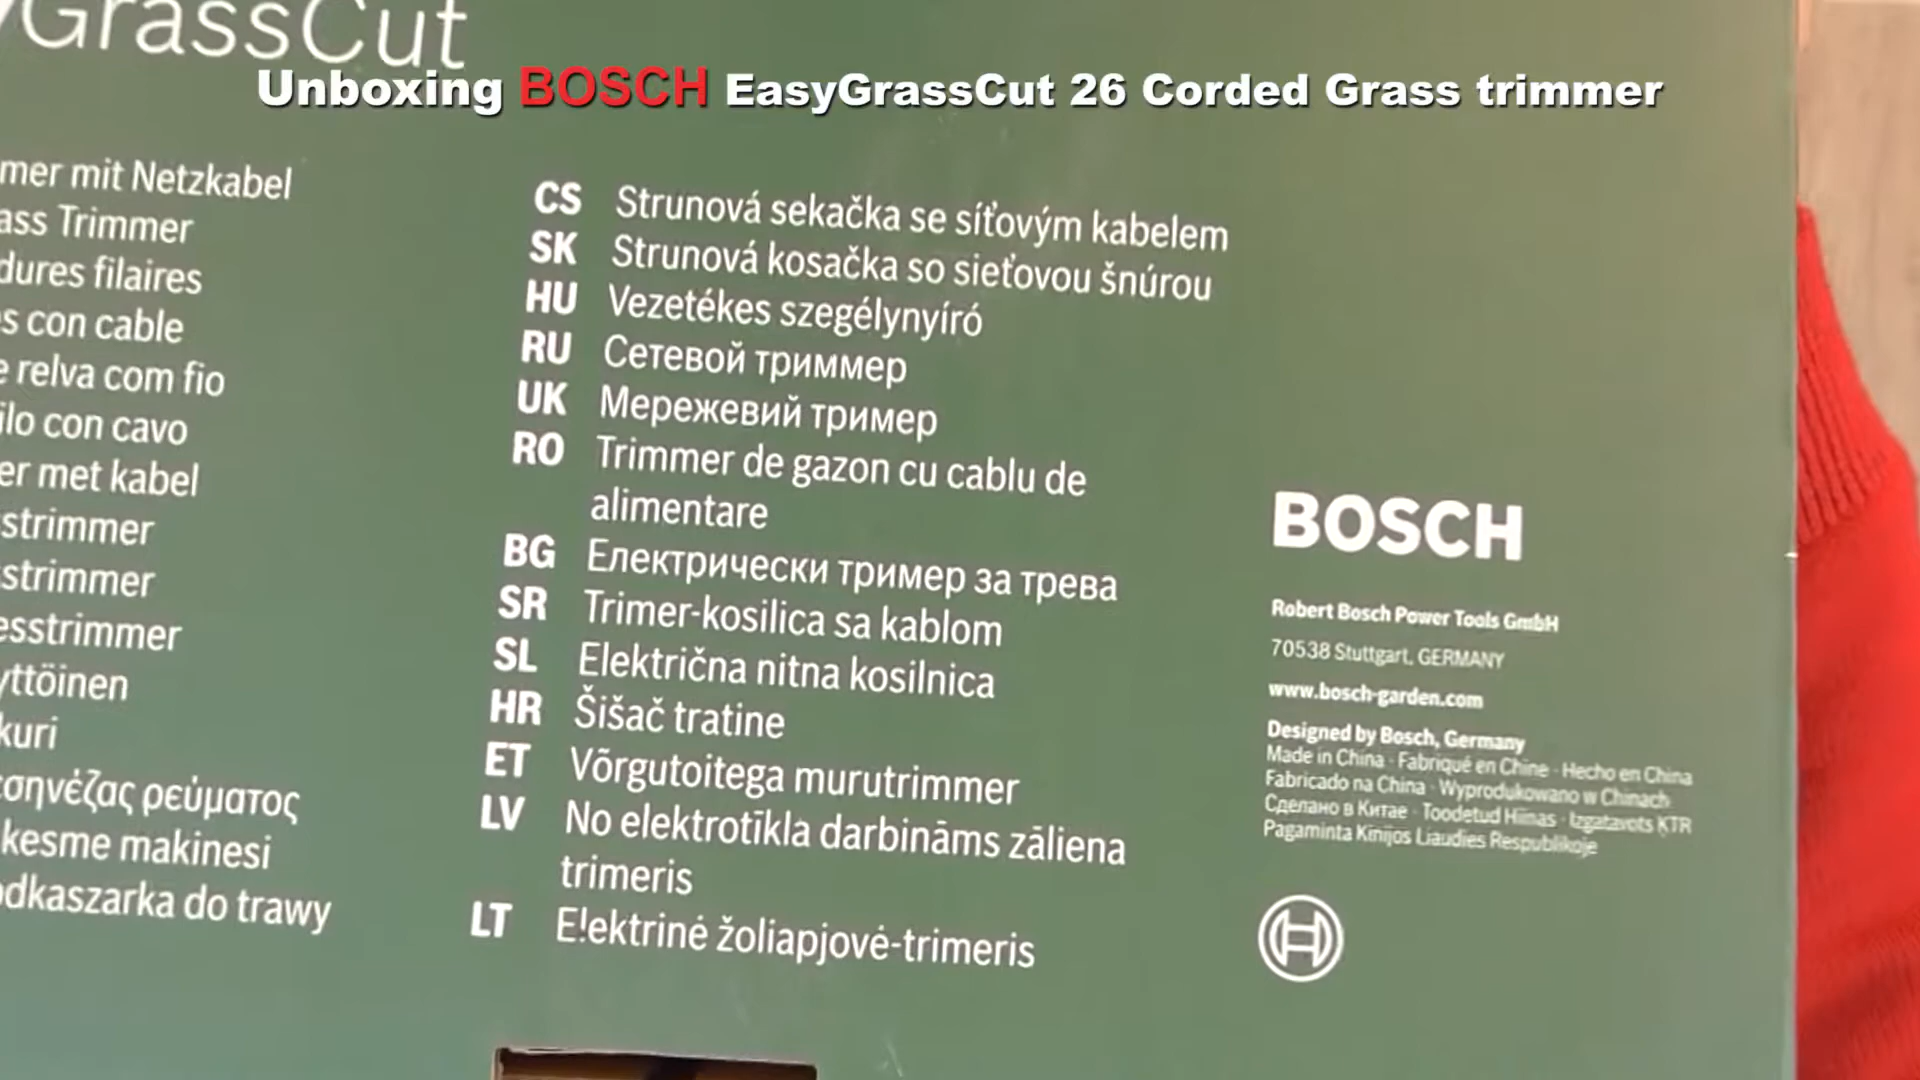 GrassCut
Unboxing BOSCH EasyGrassCut 26 Corded Grass trimmer
mer mit Netzkabel
ass Trimmer
dures filaires
s con cable
e relva com fio
ilo con cavo
er met kabel
strimmer
strimmer
esstrimmer
yttöinen
kuri
σηνέζας ρεύματος
kesme makinesi
odkaszarka do trawy
CS Strunová sekačka se síťovým kabelem
SK Strunová kosačka so sieťovou šnúrou
HU Vezetékes szegélynyíró
RU Сетевой триммер
UK Мережевий тример
RO Trimmer de gazon cu cablu de
alimentare
BG Електрически тример за трева
SR Trimer-kosilica sa kablom
SL Električna nitna kosilnica
HR Šišač tratine
ET Võrgutoitega murutrimmer
LV No elektrotīkla darbināms zāliena
trimeris
LT Elektrinė žoliapjovė-trimeris
BOSCH
Robert Bosch Power Tools GmbH
70538 Stuttgart, GERMANY
www.bosch-garden.com
Designed by Bosch, Germany
Made in China · Fabriqué en Chine · Hecho en China
Fabricado na China · Wyprodukowano w Chinach
Сделано в Китае · Toodetud Hiinas · Izgatavots ĶTR
Pagaminta Kinijos Liaudies Respublikoje